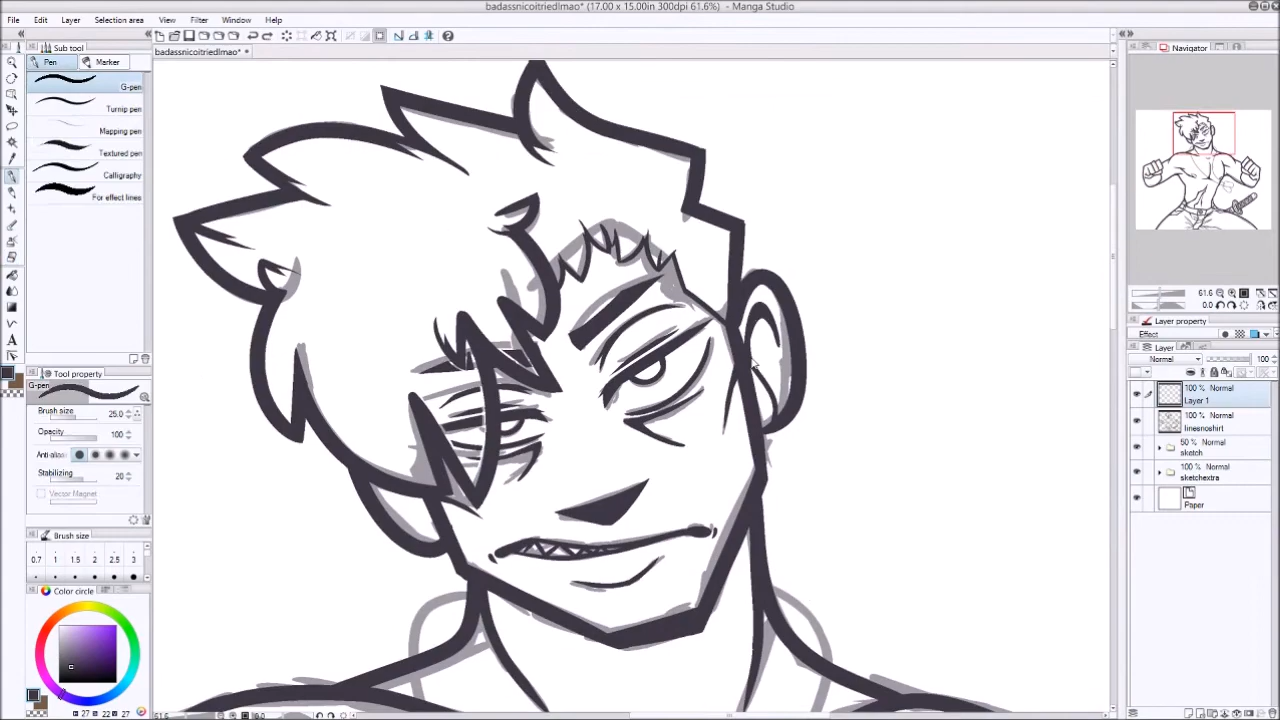 badassnicoitriedlmao* (17.00 x 15.00in 300dpi 61.6%) - Manga Studio
File Edit Layer Selection area View Filter Window Help
Sub tool
badassnicoitriedlmao*
Navigator
Pen Marker
G-pen
Turnip pen
Mapping pen
Textured pen
Calligraphy
For effect lines
61.6
0.0
Layer property
Effect
Layer
Normal 100
100 % Normal
Layer 1
100 % Normal
linesnoshirt
50 % Normal
sketch
100 % Normal
sketchextra
Paper
Tool property
G-pen
Brush size 25.0
Opacity 100
Anti-alias
Stabilizing 20
Vector Magnet
Brush size
0.7 1 1.5 2 2.5 3
Color circle
27 22 27